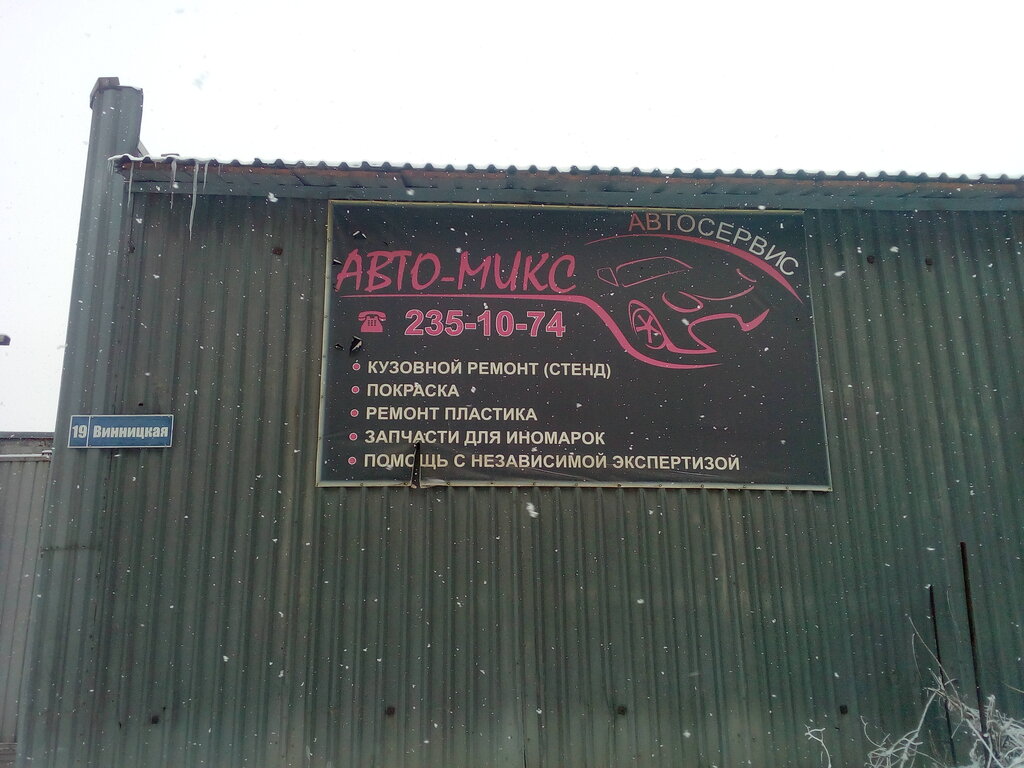 АВТОСЕРВИС
АВТО-МИКС
235-10-74
• КУЗОВНОЙ РЕМОНТ (СТЕНД)
• ПОКРАСКА
• РЕМОНТ ПЛАСТИКА
• ЗАПЧАСТИ ДЛЯ ИНОМАРОК
• ПОМОЩЬ С НЕЗАВИСИМОЙ ЭКСПЕРТИЗОЙ
19 Винницкая